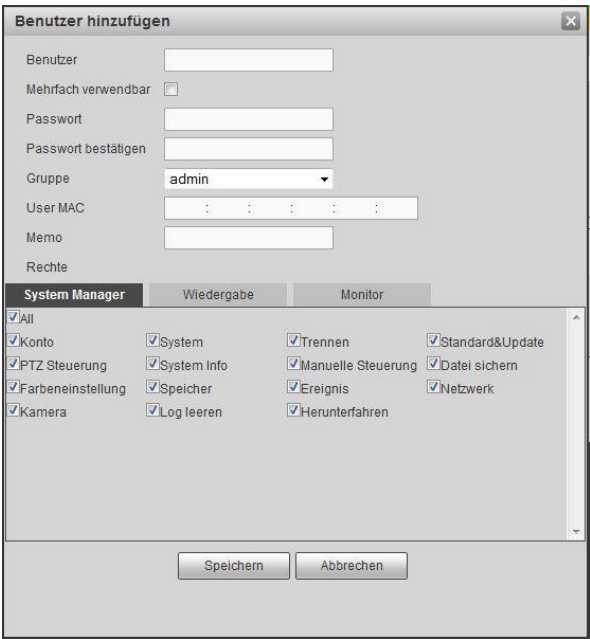 Benutzer hinzufügen
Benutzer
Mehrfach verwendbar
Passwort
Passwort bestätigen
Gruppe admin
User MAC : : : : :
Memo
Rechte
System Manager Wiedergabe Monitor
All
Konto System Trennen Standard&Update
PTZ Steuerung System Info Manuelle Steuerung Datei sichern
Farbeneinstellung Speicher Ereignis Netzwerk
Kamera Log leeren Herunterfahren
Speichern Abbrechen